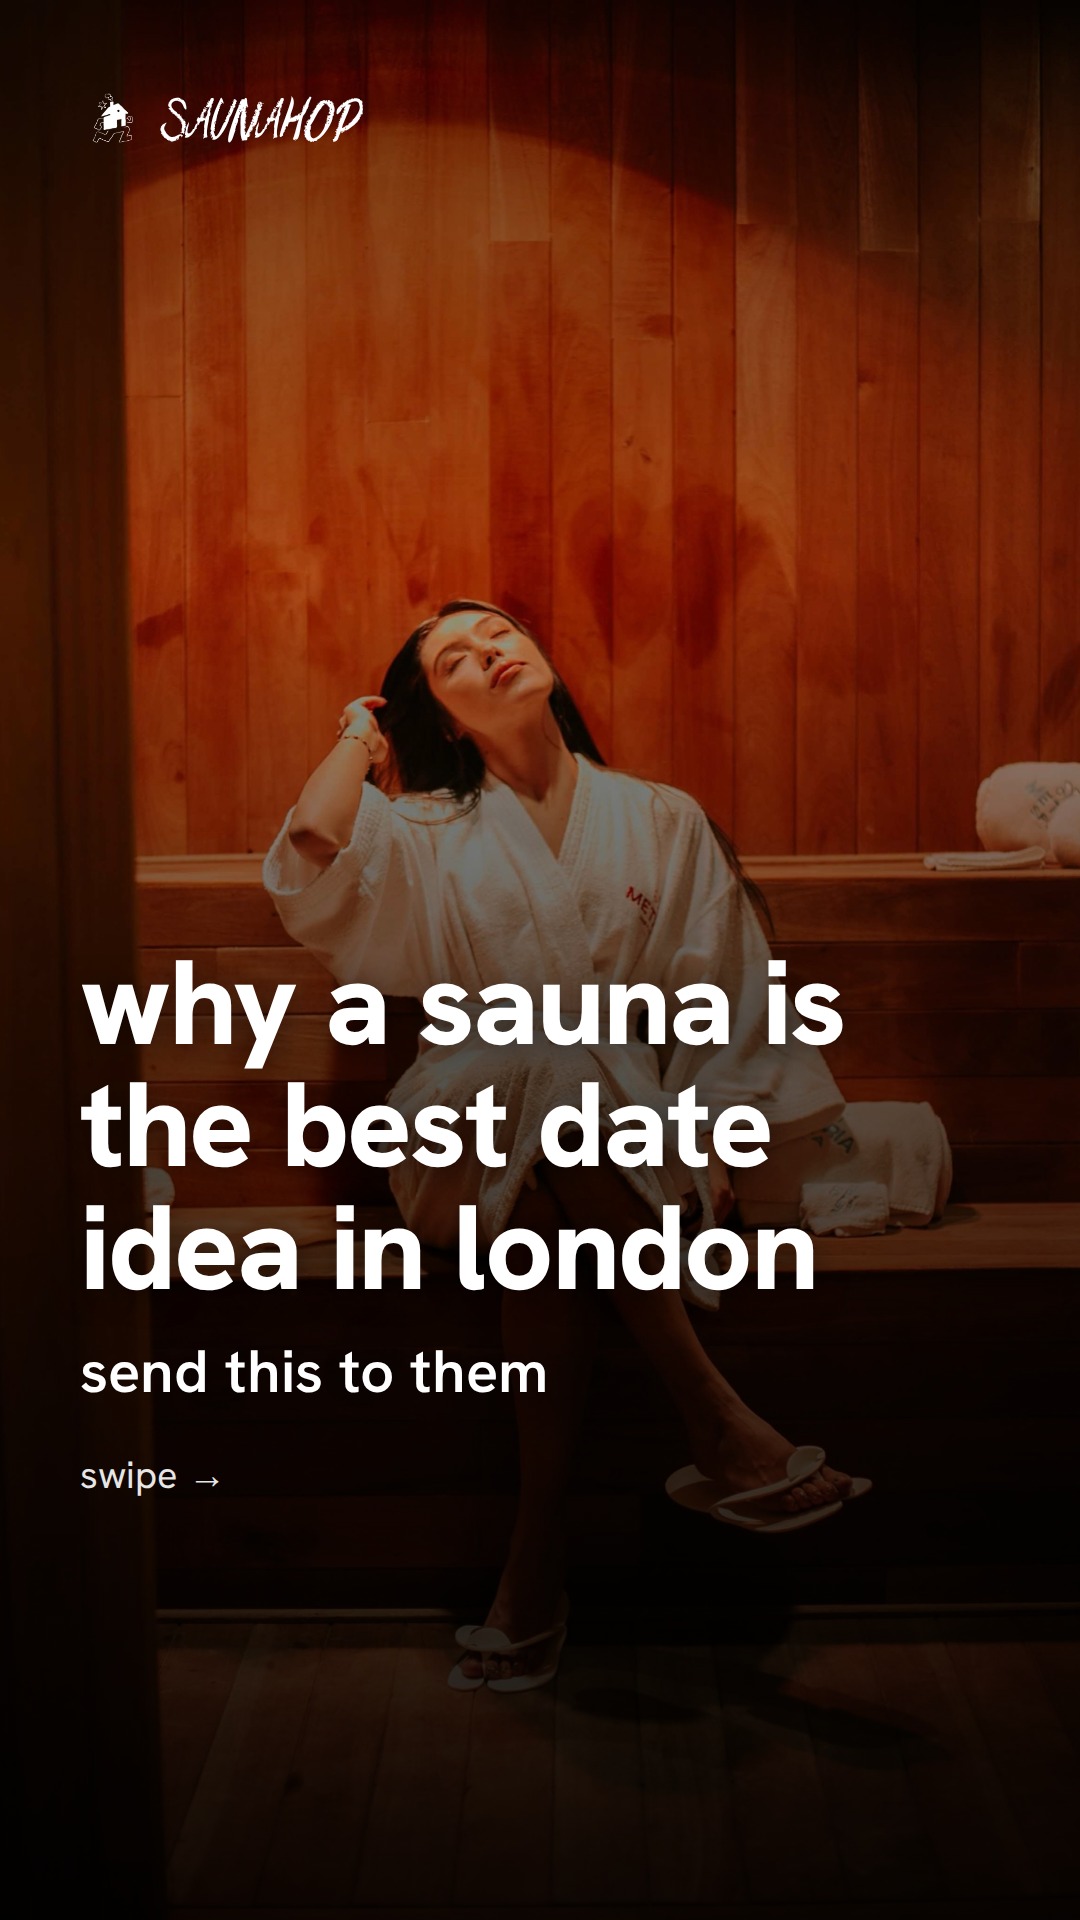 SAUNAHOP
why a sauna is
the best date
idea in london
send this to them
swipe →